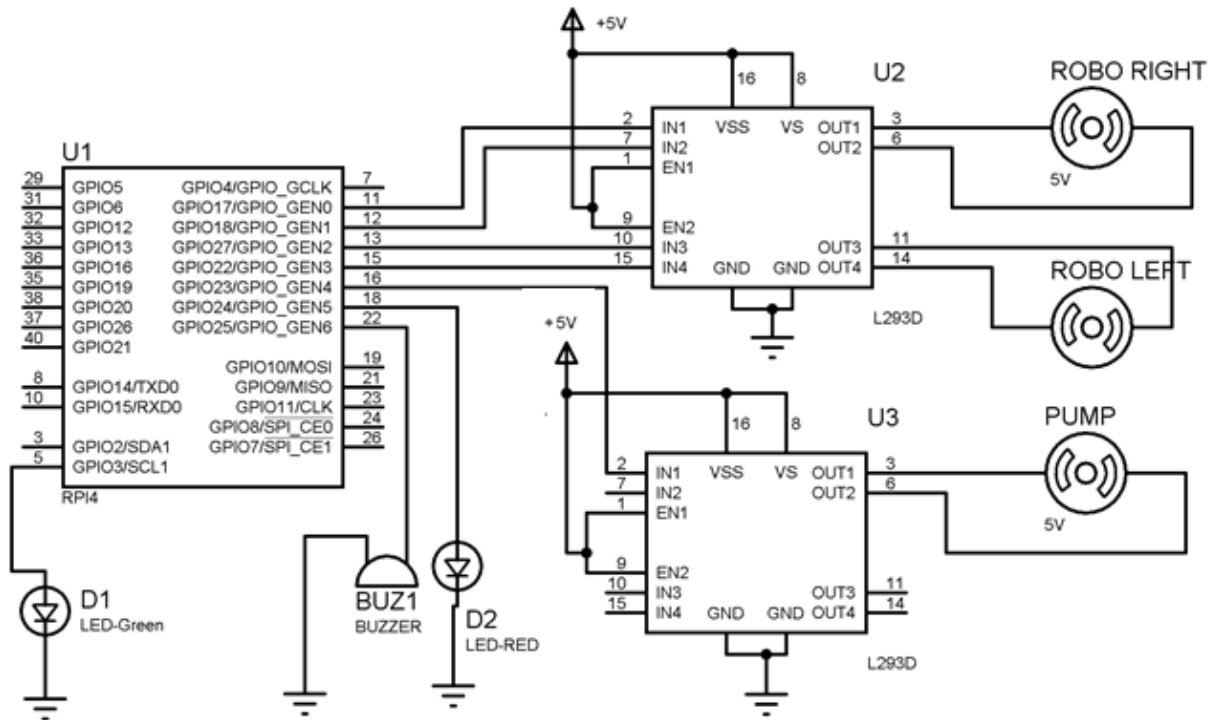 +5V
16
8
U2
ROBO RIGHT
2 IN1 VSS VS OUT1 3
7 IN2 OUT2 6
1 EN1
5V
9 EN2
10 IN3 OUT3 11
15 IN4 GND GND OUT4 14
ROBO LEFT
L293D
U1
29 GPIO5 GPIO4/GPIO_GCLK 7
31 GPIO6 GPIO17/GPIO_GEN0 11
32 GPIO12 GPIO18/GPIO_GEN1 12
33 GPIO13 GPIO27/GPIO_GEN2 13
36 GPIO16 GPIO22/GPIO_GEN3 15
35 GPIO19 GPIO23/GPIO_GEN4 16
38 GPIO20 GPIO24/GPIO_GEN5 18
37 GPIO26 GPIO25/GPIO_GEN6 22
40 GPIO21
GPIO10/MOSI 19
8 GPIO14/TXD0 GPIO9/MISO 21
10 GPIO15/RXD0 GPIO11/CLK 23
GPIO8/SPI_CE0 24
3 GPIO2/SDA1 GPIO7/SPI_CE1 26
5 GPIO3/SCL1
RPI4
+5V
16
8
U3
PUMP
2 IN1 VSS VS OUT1 3
7 IN2 OUT2 6
1 EN1
5V
9 EN2
10 IN3 OUT3 11
15 IN4 GND GND OUT4 14
L293D
D1
LED-Green
BUZ1
BUZZER
D2
LED-RED